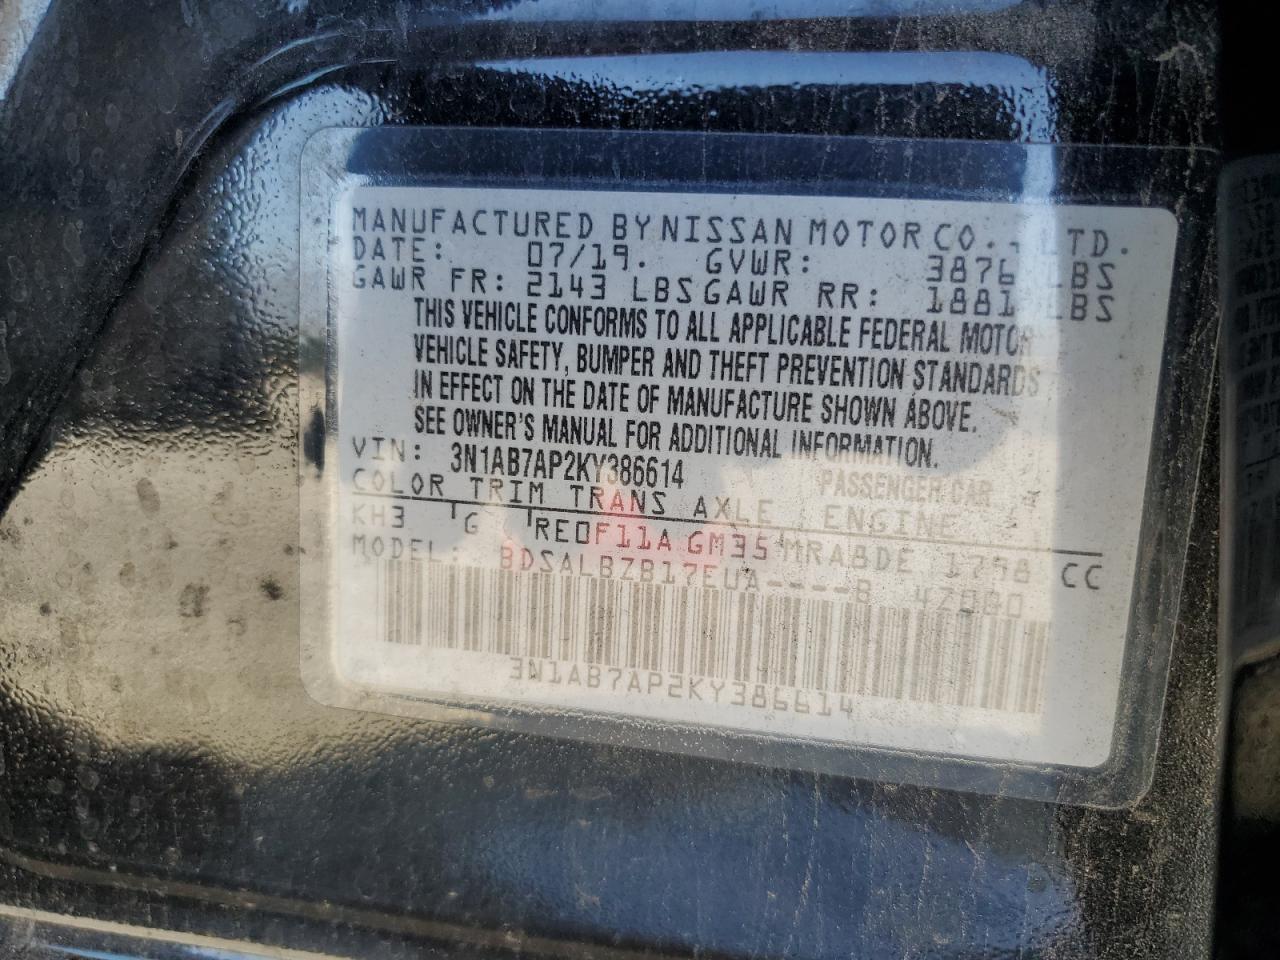 MANUFACTURED BY NISSAN MOTOR CO., LTD.
DATE: 07/19. GVWR: 3876 LBS
GAWR FR: 2143 LBS GAWR RR: 1881 LBS
THIS VEHICLE CONFORMS TO ALL APPLICABLE FEDERAL MOTOR
VEHICLE SAFETY, BUMPER AND THEFT PREVENTION STANDARDS
IN EFFECT ON THE DATE OF MANUFACTURE SHOWN ABOVE.
SEE OWNER'S MANUAL FOR ADDITIONAL INFORMATION.
VIN: 3N1AB7AP2KY386614 PASSENGER CAR
COLOR TRIM TRANS AXLE ENGINE
KH3 G RE0F11A GM35 MRA8DE 1798 CC
MODEL: BDSALBZB17EUA----B 4Z0B0
3N1AB7AP2KY386614